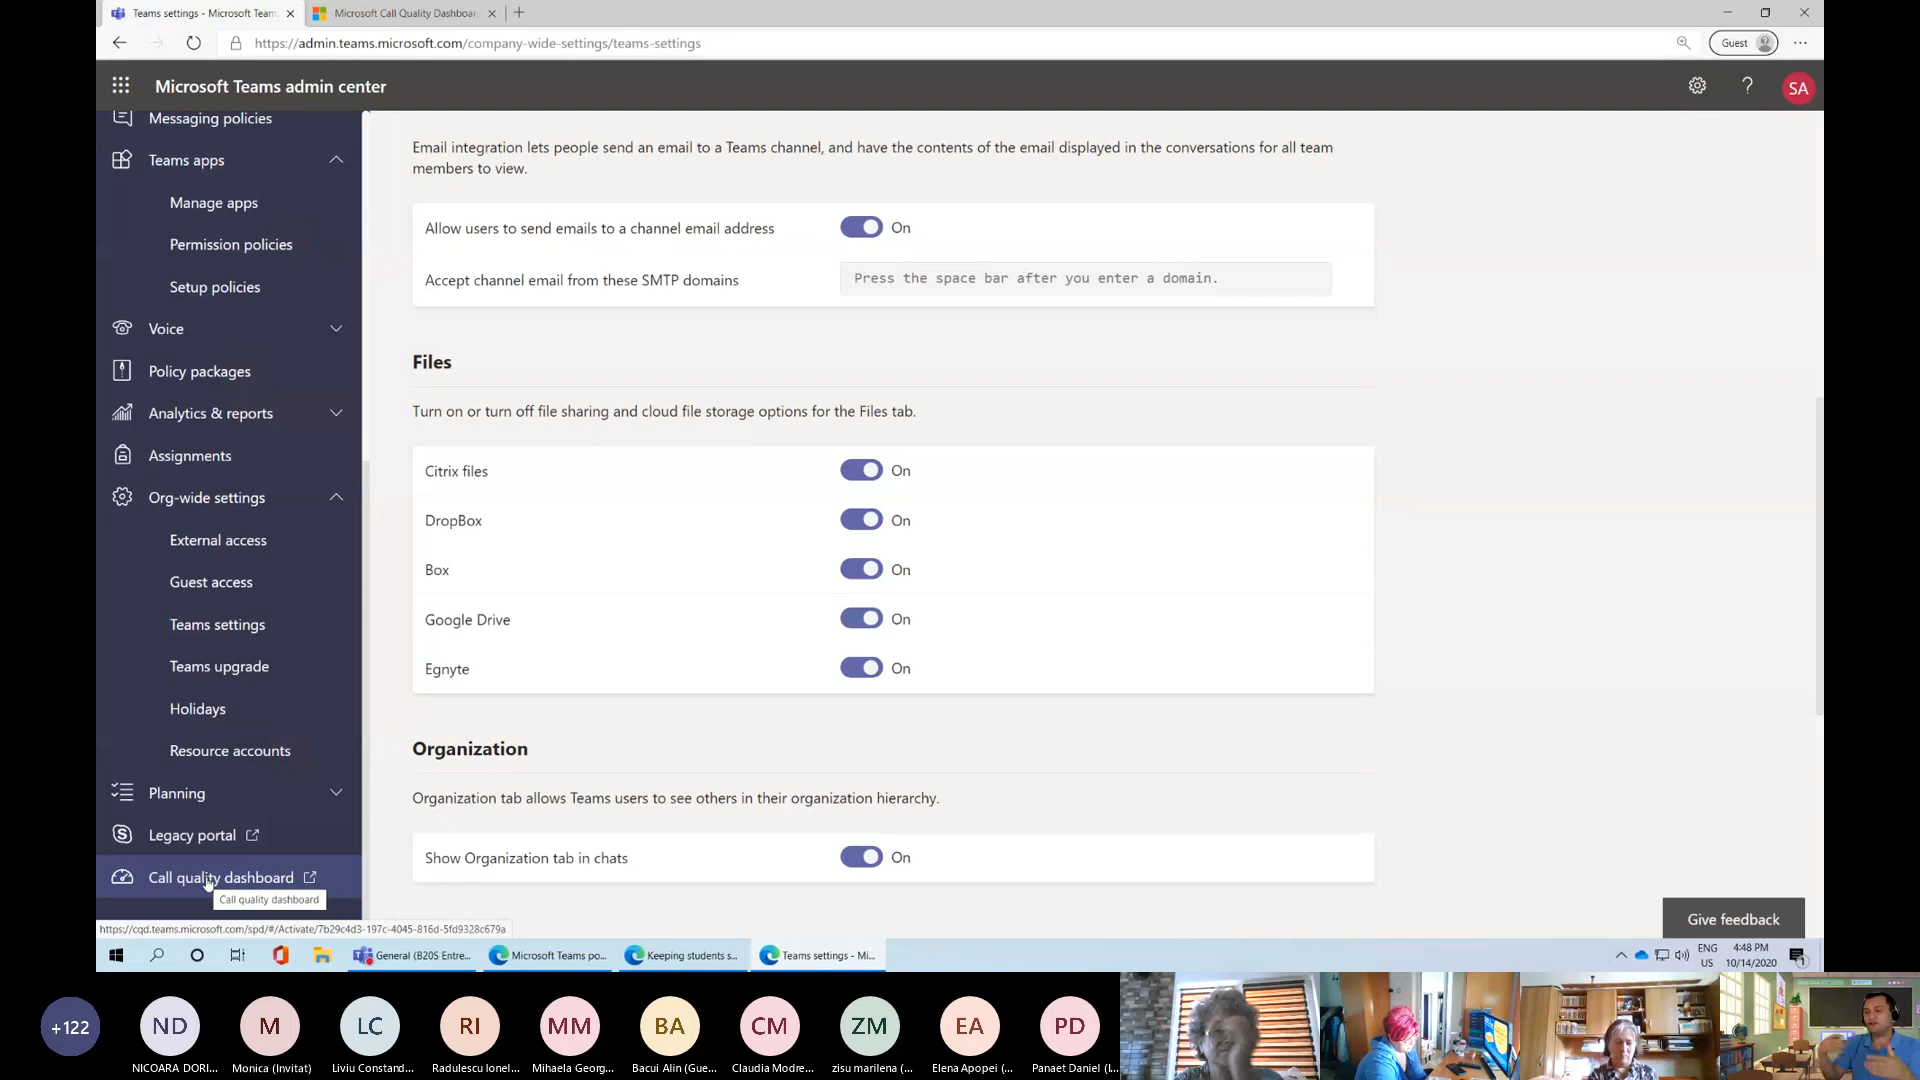 Teams settings - Microsoft Team
Microsoft Call Quality Dashboar
https://admin.teams.microsoft.com/company-wide-settings/teams-settings
Guest
Microsoft Teams admin center
SA
Messaging policies
Teams apps
Manage apps
Permission policies
Setup policies
Voice
Policy packages
Analytics & reports
Assignments
Org-wide settings
External access
Guest access
Teams settings
Teams upgrade
Holidays
Resource accounts
Planning
Legacy portal
Call quality dashboard
Call quality dashboard
https://cqd.teams.microsoft.com/spd/#/Activate/7b29c4d3-197c-4045-816d-5fd9328c679a
Email integration lets people send an email to a Teams channel, and have the contents of the email displayed in the conversations for all team
members to view.
Allow users to send emails to a channel email address On
Accept channel email from these SMTP domains Press the space bar after you enter a domain.
Files
Turn on or turn off file sharing and cloud file storage options for the Files tab.
Citrix files On
DropBox On
Box On
Google Drive On
Egnyte On
Organization
Organization tab allows Teams users to see others in their organization hierarchy.
Show Organization tab in chats On
Give feedback
General (B20S Entre...
Microsoft Teams po...
Keeping students s...
Teams settings - Mi...
ENG
US
4:48 PM
10/14/2020
1
+122
ND
M
LC
RI
MM
BA
CM
ZM
EA
PD
NICOARA DORI...
Monica (Invitat)
Liviu Constand...
Radulescu Ionel...
Mihaela Georg...
Bacui Alin (Gue...
Claudia Modre...
zisu marilena (...
Elena Apopei (...
Panaet Daniel (I...